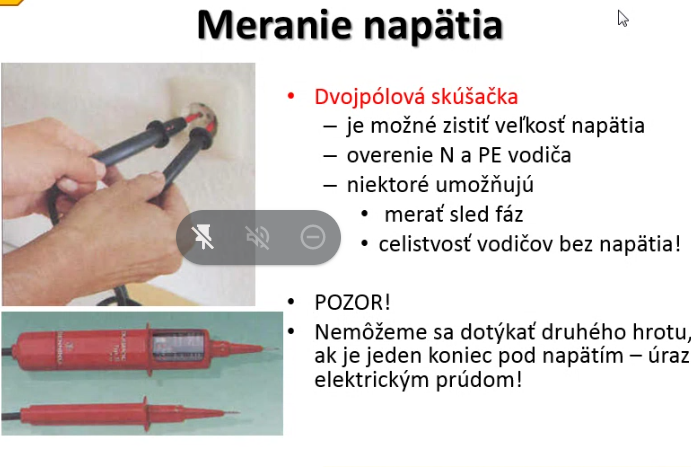 Meranie napätia
• Dvojpólová skúšačka
– je možné zistiť veľkosť napätia
– overenie N a PE vodiča
– niektoré umožňujú
• merať sled fáz
• celistvosť vodičov bez napätia!
• POZOR!
• Nemôžeme sa dotýkať druhého hrotu,
ak je jeden koniec pod napätím – úraz
elektrickým prúdom!